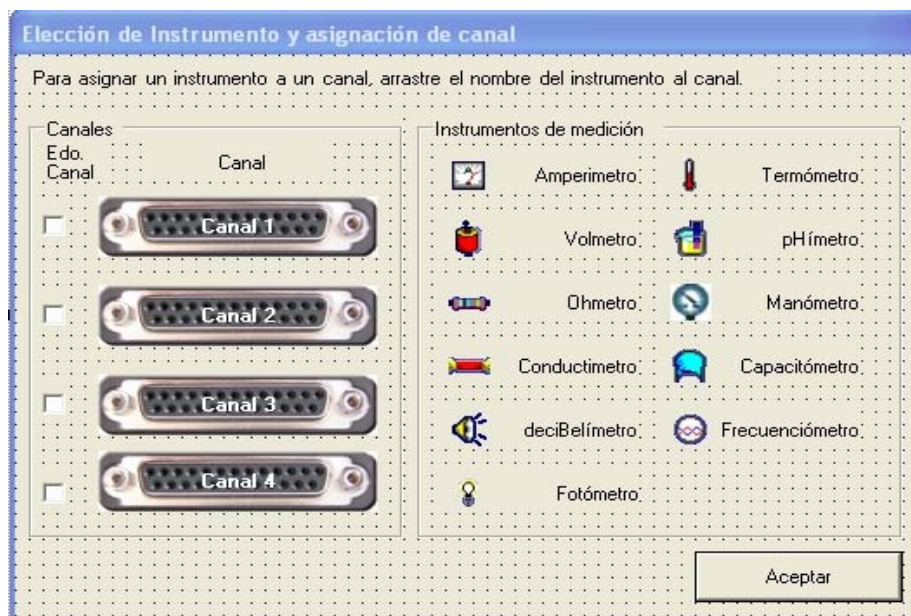 Elección de Instrumento y asignación de canal
Para asignar un instrumento a un canal, arrastre el nombre del instrumento al canal.
Canales
Edo.
Canal
Canal
Canal 1
Canal 2
Canal 3
Canal 4
Instrumentos de medición
Amperimetro
Termómetro
Volmetro
pHímetro
Ohmetro
Manómetro
Conductimetro
Capacitómetro
deciBelímetro
Frecuenciómetro
Fotómetro
Aceptar